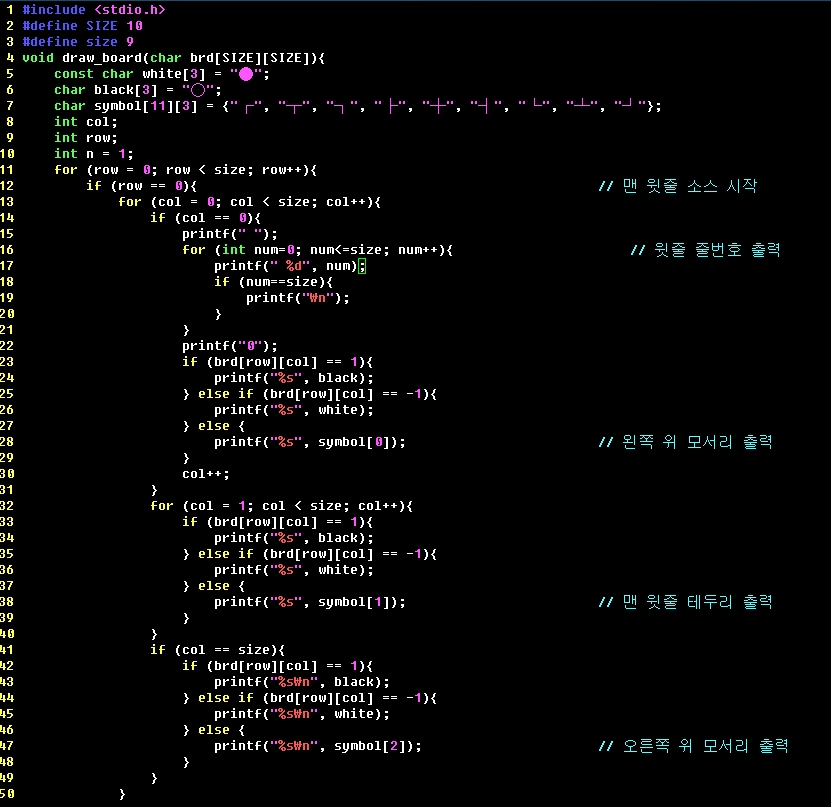 1 #include <stdio.h>
2 #define SIZE 10
3 #define size 9
4 void draw_board(char brd[SIZE][SIZE]){
5     const char white[3] = "●";
6     char black[3] = "○";
7     char symbol[11][3] = {"┌", "┬", "┐", "├", "┼", "┤", "└", "┴", "┘"};
8     int col;
9     int row;
10     int n = 1;
11     for (row = 0; row < size; row++){
12         if (row == 0){ // 맨 윗줄 소스 시작
13             for (col = 0; col < size; col++){
14                 if (col == 0){
15                     printf(" ");
16                     for (int num=0; num<=size; num++){ // 윗줄 줄번호 출력
17                         printf(" %d", num);
18                         if (num==size){
19                             printf("₩n");
20                         }
21                     }
22                     printf("0");
23                     if (brd[row][col] == 1){
24                         printf("%s", black);
25                     } else if (brd[row][col] == -1){
26                         printf("%s", white);
27                     } else {
28                         printf("%s", symbol[0]); // 왼쪽 위 모서리 출력
29                     }
30                     col++;
31                 }
32                 for (col = 1; col < size; col++){
33                     if (brd[row][col] == 1){
34                         printf("%s", black);
35                     } else if (brd[row][col] == -1){
36                         printf("%s", white);
37                     } else {
38                         printf("%s", symbol[1]); // 맨 윗줄 테두리 출력
39                     }
40                 }
41                 if (col == size){
42                     if (brd[row][col] == 1){
43                         printf("%s₩n", black);
44                     } else if (brd[row][col] == -1){
45                         printf("%s₩n", white);
46                     } else {
47                         printf("%s₩n", symbol[2]); // 오른쪽 위 모서리 출력
48                     }
49                 }
50             }